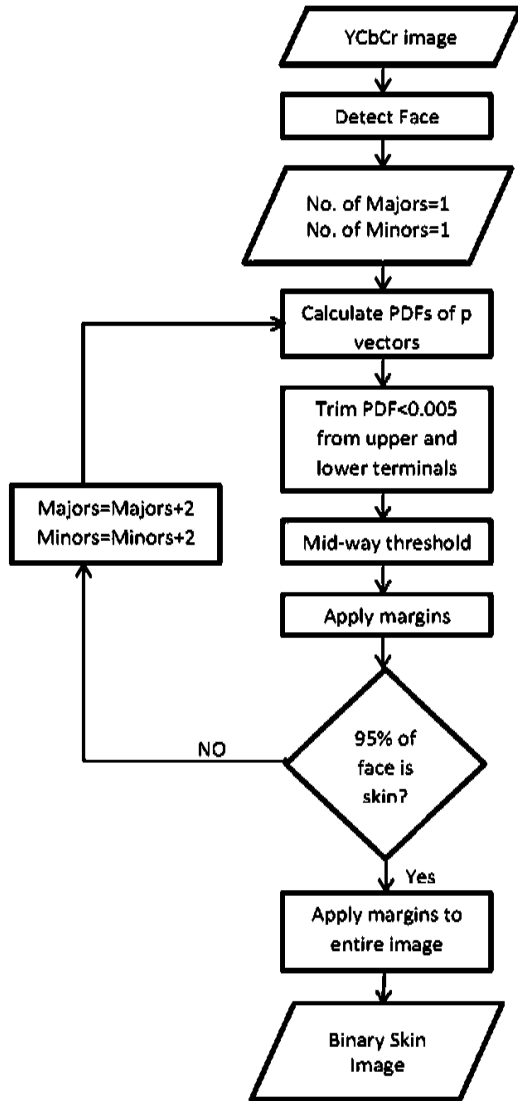 YCbCr image
Detect Face
No. of Majors=1
No. of Minors=1
Calculate PDFs of p
vectors
Trim PDF<0.005
from upper and
lower terminals
Majors=Majors+2
Minors=Minors+2
Mid-way threshold
Apply margins
95% of
face is
skin?
NO
Yes
Apply margins to
entire image
Binary Skin
Image